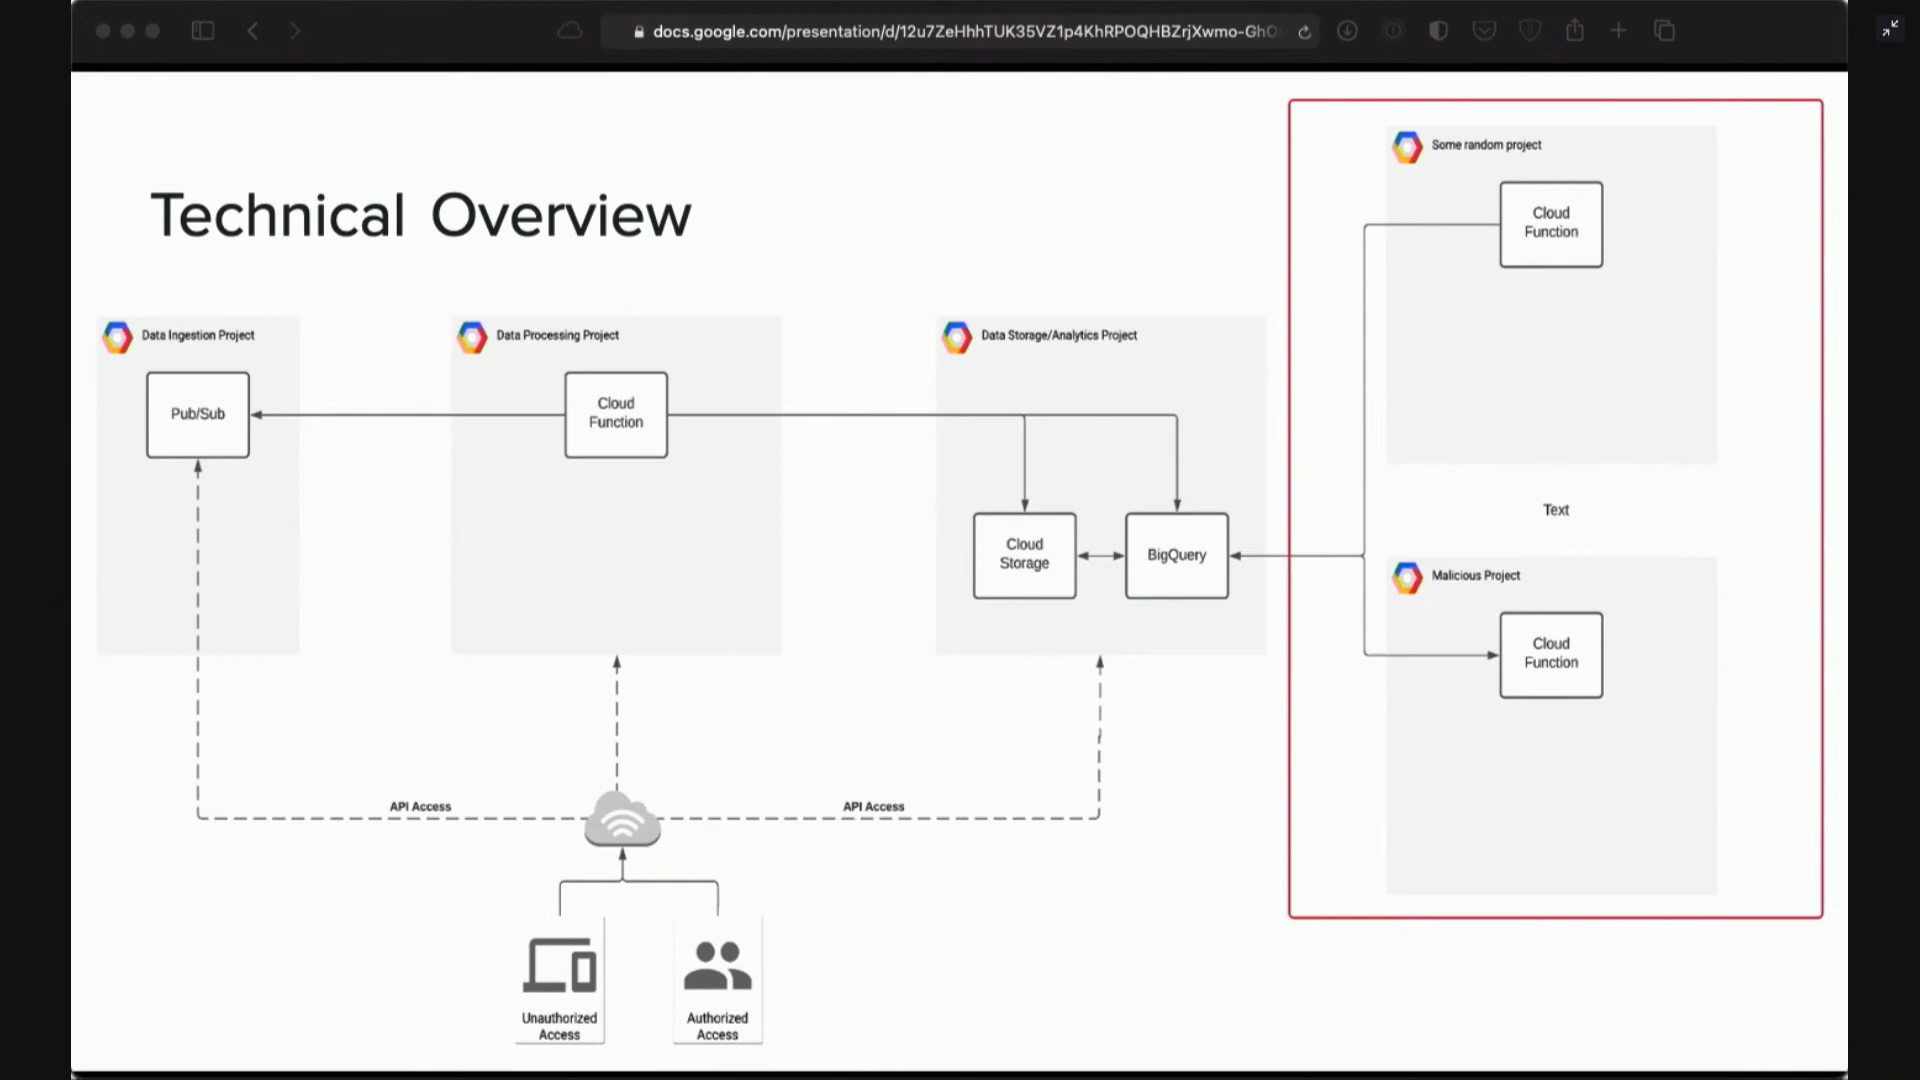 docs.google.com/presentation/d/12u7ZeHhhTUK35VZ1p4KhRPOQHBZrjXwmo-GhO
Technical Overview
Some random project
Cloud
Function
Data Ingestion Project
Data Processing Project
Data Storage/Analytics Project
Pub/Sub
Cloud
Function
Text
Cloud
Storage
BigQuery
Malicious Project
Cloud
Function
API Access
API Access
Unauthorized
Access
Authorized
Access